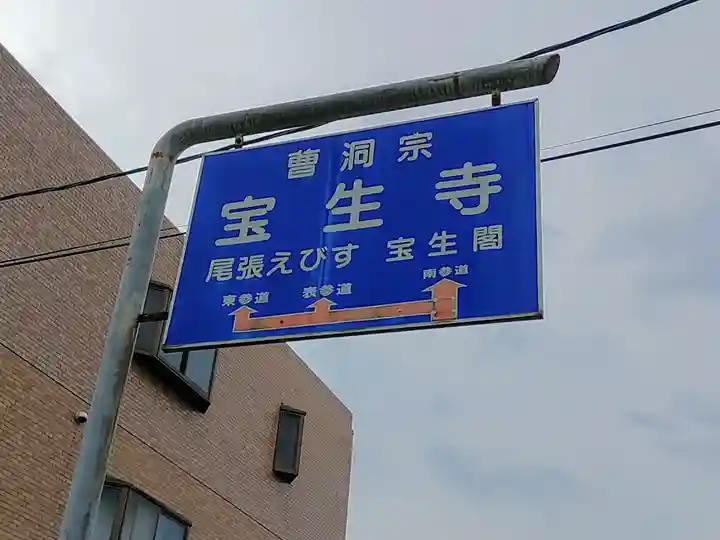 曹洞宗
宝生寺
尾張えびす 宝生閣
東参道 表参道 南参道